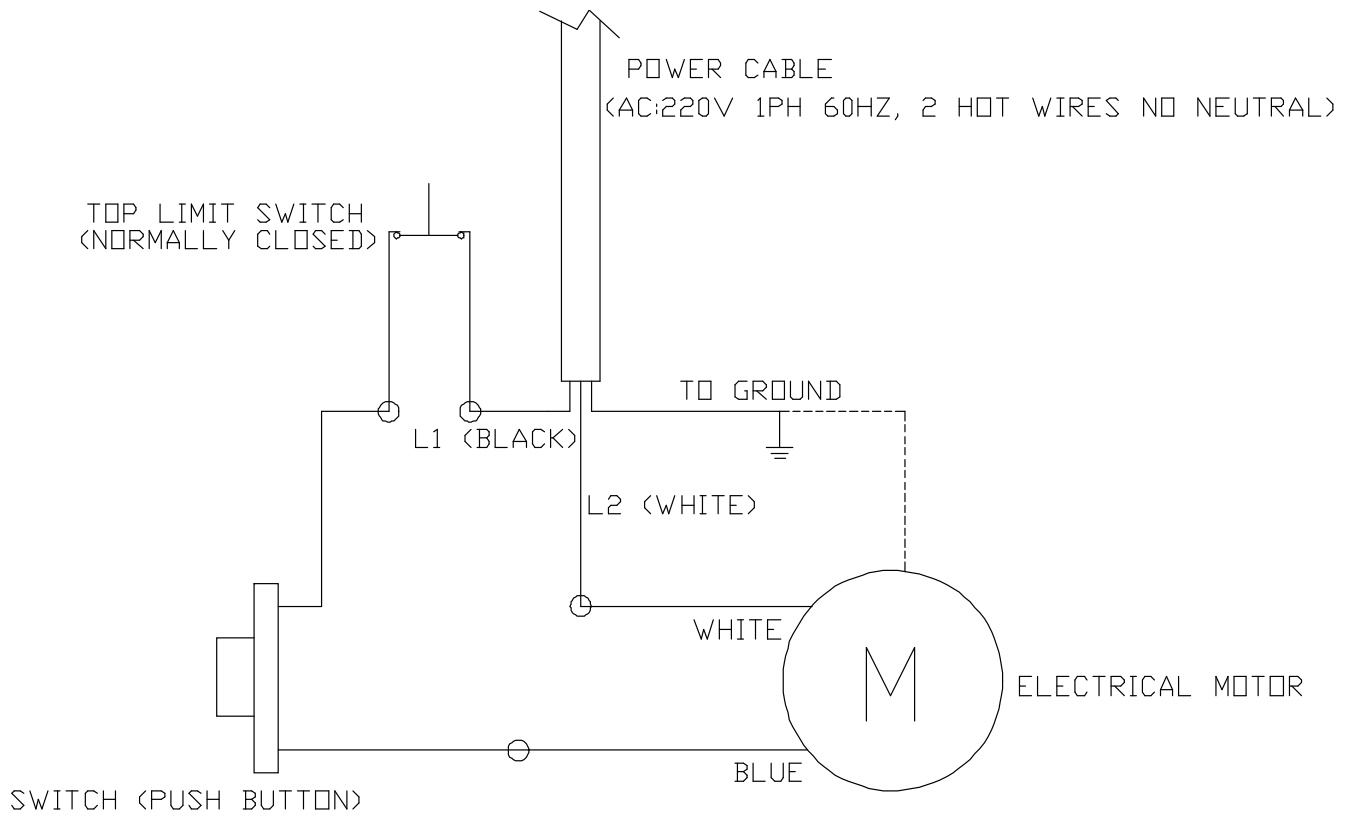 POWER CABLE
(AC:220V 1PH 60HZ, 2 HOT WIRES NO NEUTRAL)
TOP LIMIT SWITCH
(NORMALLY CLOSED)
TO GROUND
L1 (BLACK)
L2 (WHITE)
WHITE
M
ELECTRICAL MOTOR
BLUE
SWITCH (PUSH BUTTON)